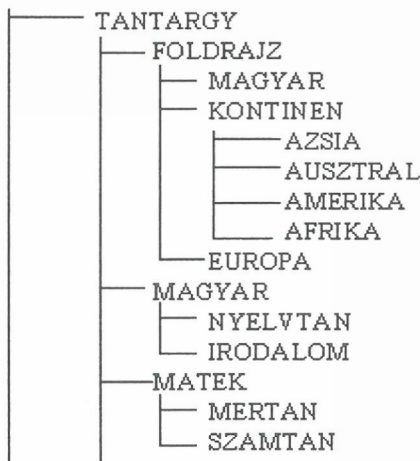 TANTARGY
FOLDRAJZ
MAGYAR
KONTINEN
AZSIA
AUSZTRAL
AMERIKA
AFRIKA
EUROPA
MAGYAR
NYELVTAN
IRODALOM
MATEK
MERTAN
SZAMTAN